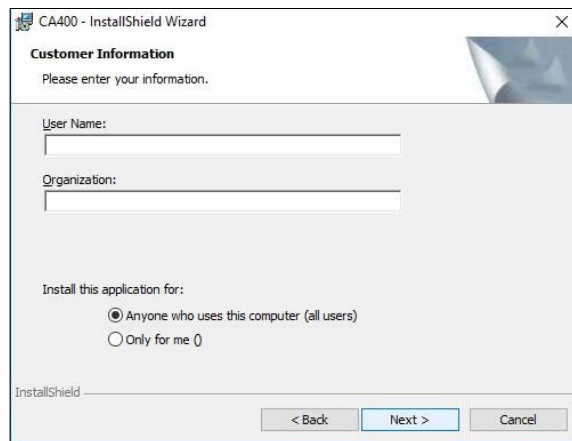 CA400 - InstallShield Wizard
Customer Information
Please enter your information.
User Name:
Organization:
Install this application for:
Anyone who uses this computer (all users)
Only for me ()
InstallShield
< Back Next > Cancel